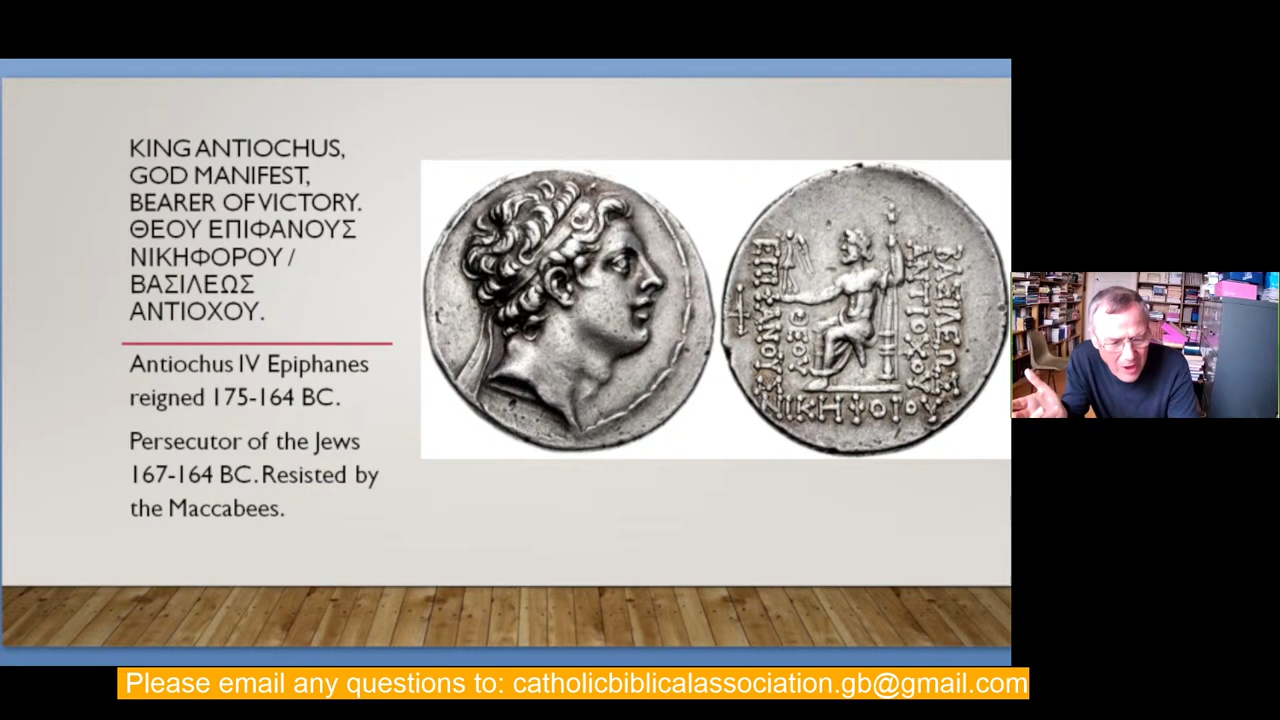 KING ANTIOCHUS,
GOD MANIFEST,
BEARER OF VICTORY.
ΘΕΟΥ ΕΠΙΦΑΝΟΥΣ
ΝΙΚΗΦΟΡΟΥ /
ΒΑΣΙΛΕΩΣ
ΑΝΤΙΟΧΟΥ.
Antiochus IV Epiphanes
reigned 175-164 BC.
Persecutor of the Jews
167-164 BC. Resisted by
the Maccabees.
ΒΑΣΙΛΕΩΣ
ΑΝΤΙΟΧΟΥ
ΘΕΟΥ
ΕΠΙΦΑΝΟΥΣ
ΝΙΚΗΦΟΡΟΥ
Please email any questions to: catholicbiblicalassociation.gb@gmail.com